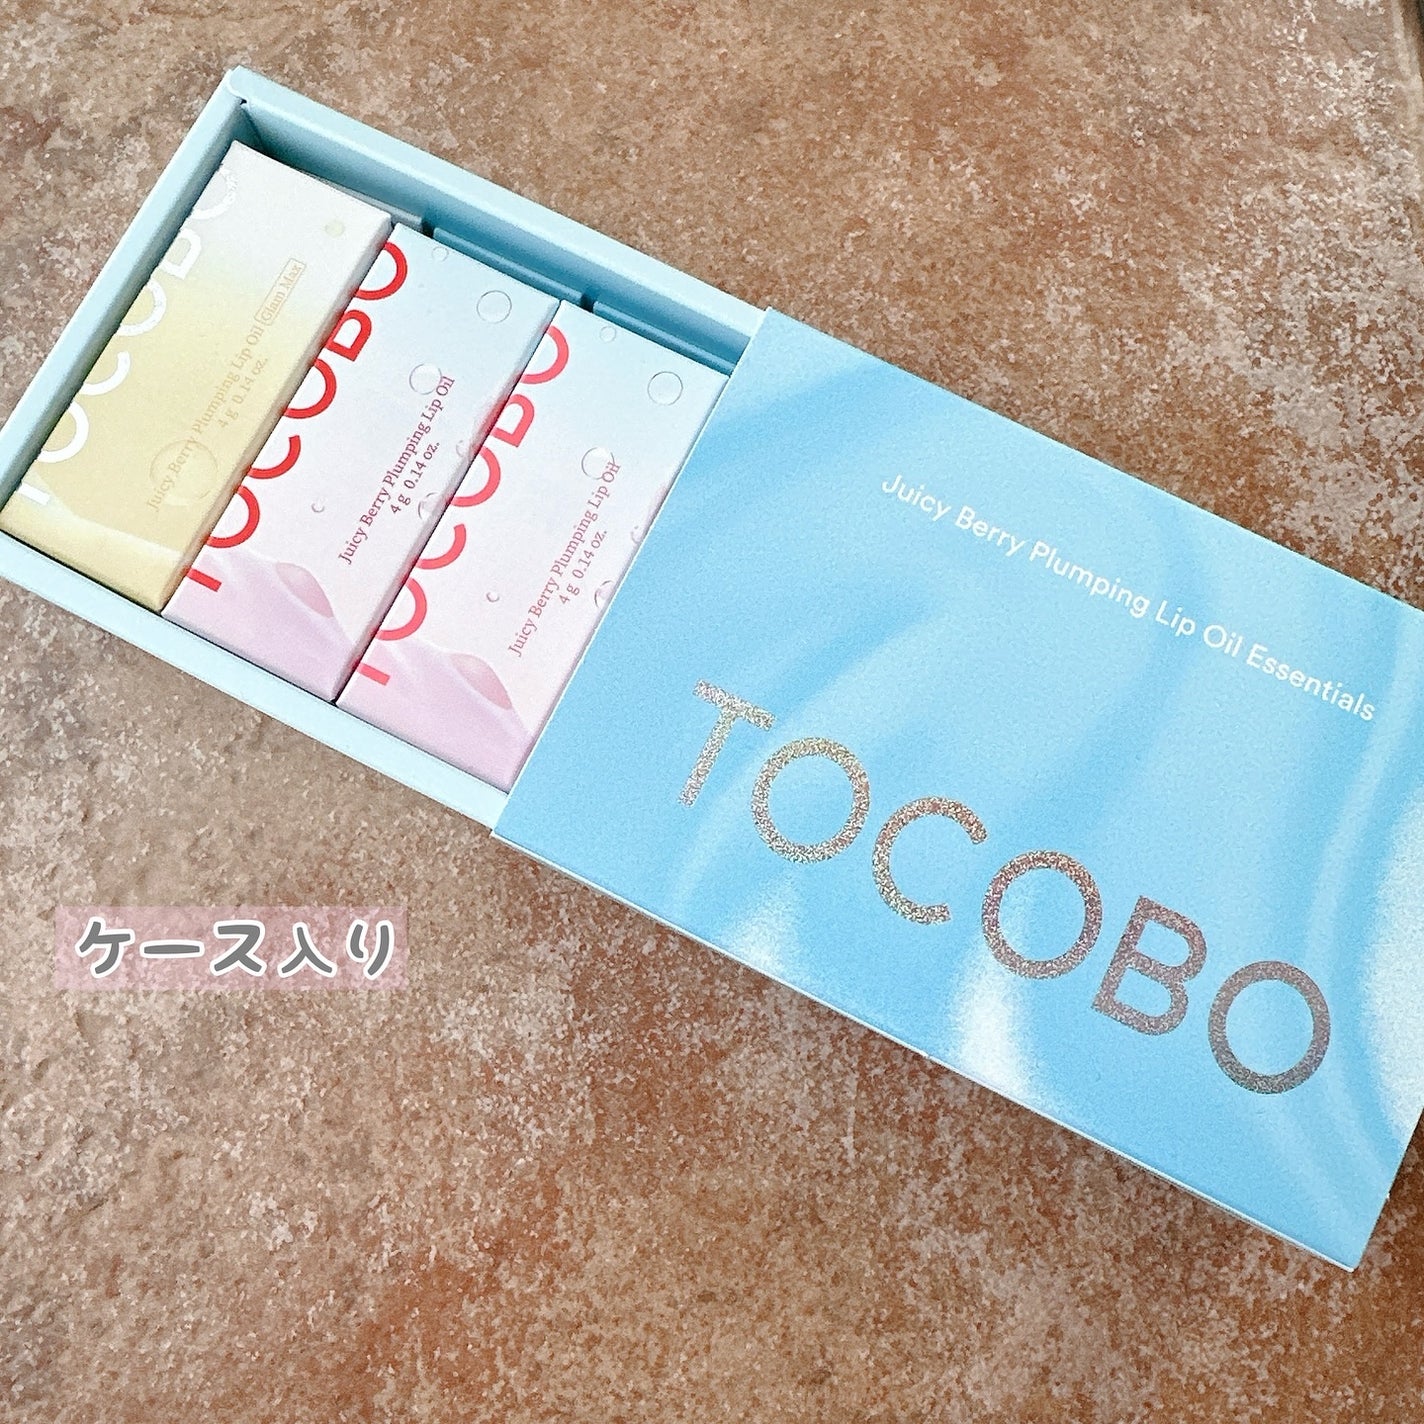 TOCOBO
Juicy Berry Plumping Lip Oil Glam Max
4 g 0.14 oz.
TOCOBO
Juicy Berry Plumping Lip Oil
4 g 0.14 oz.
TOCOBO
Juicy Berry Plumping Lip Oil
4 g 0.14 oz.
Juicy Berry Plumping Lip Oil Essentials
TOCOBO
ケース入り